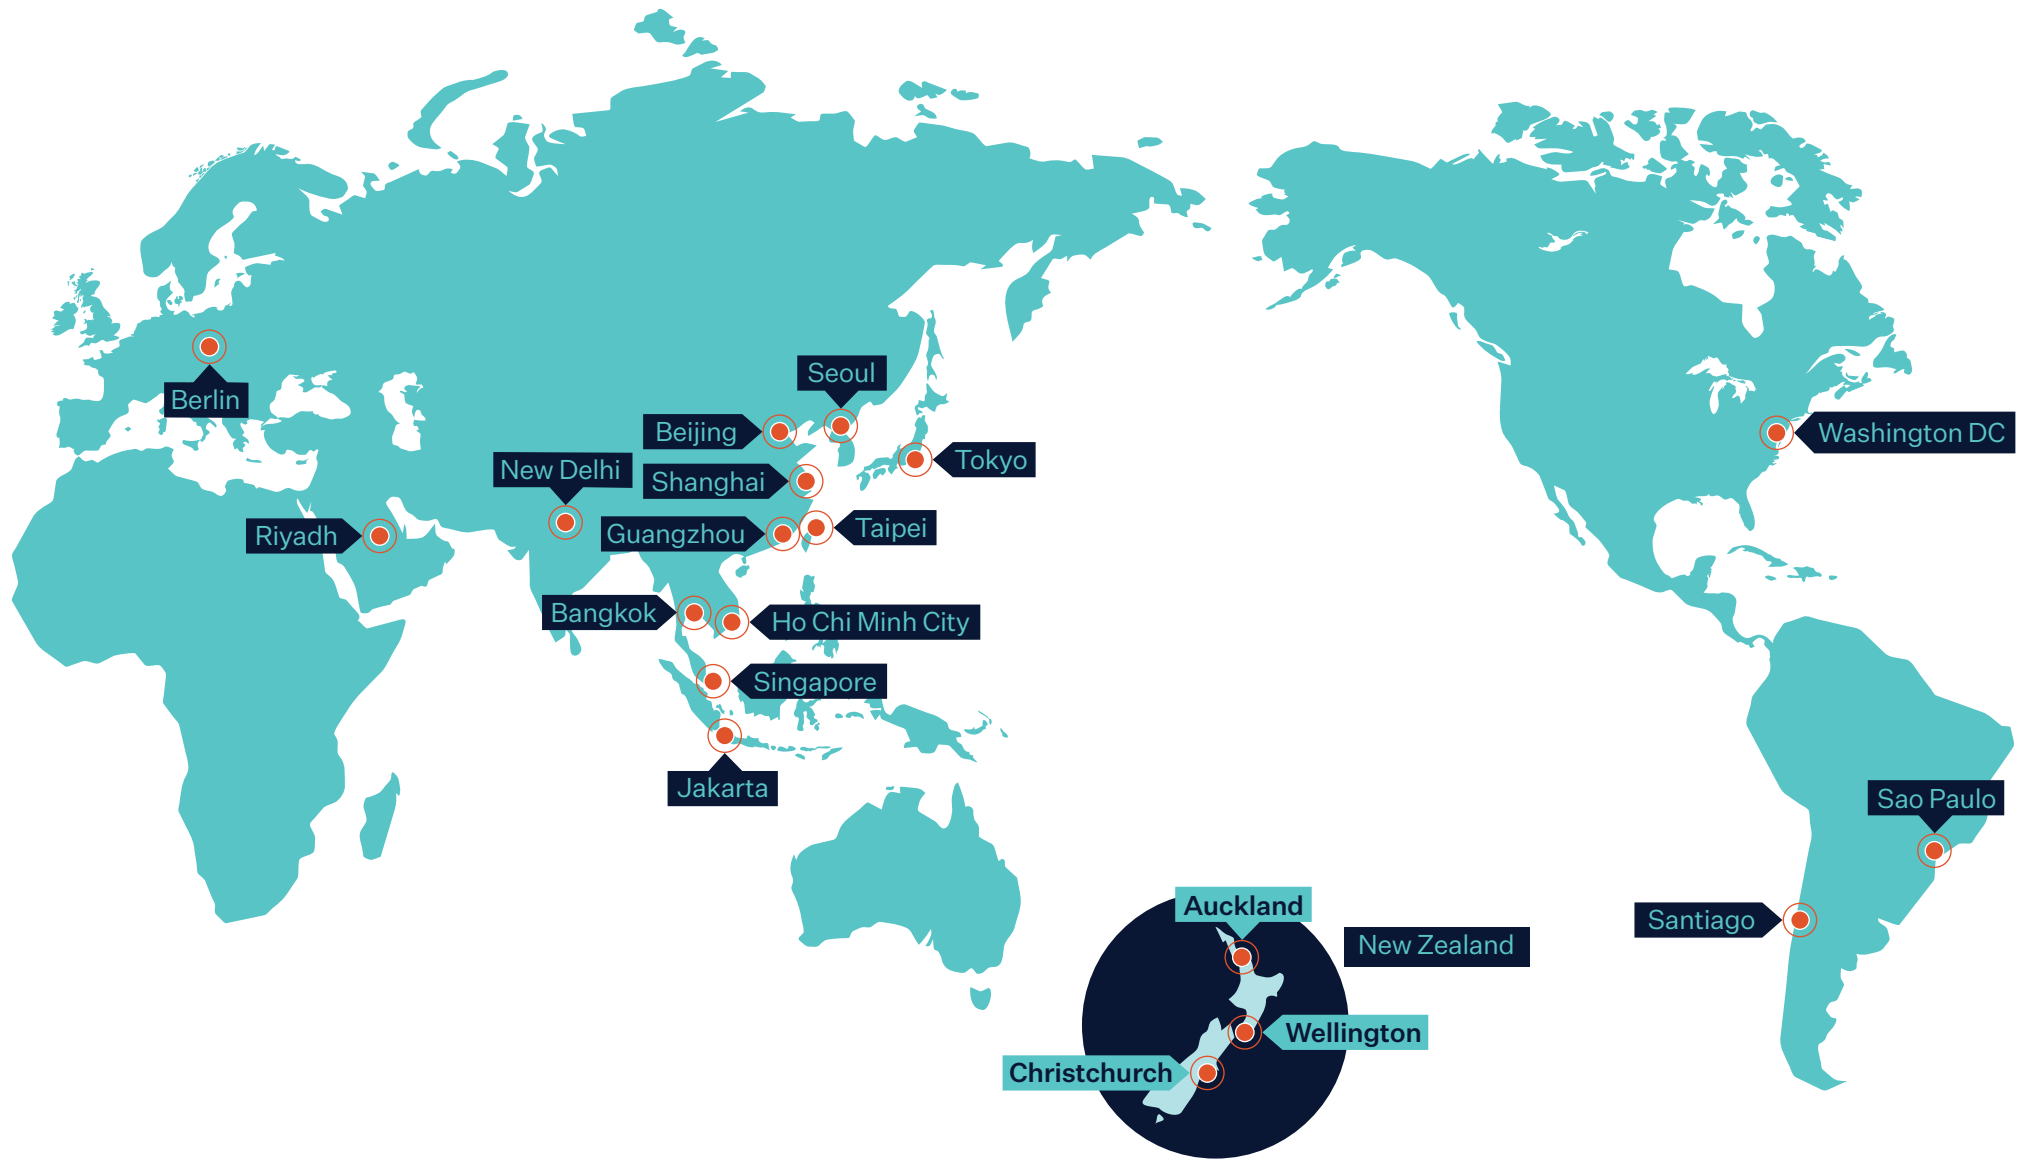 Seoul
Berlin
Washington DC
Beijing
Tokyo
New Delhi
Shanghai
Taipei
Guangzhou
Riyadh
Bangkok
Ho Chi Minh City
Singapore
Jakarta
Sao Paulo
Auckland
Santiago
New Zealand
Wellington
Christchurch